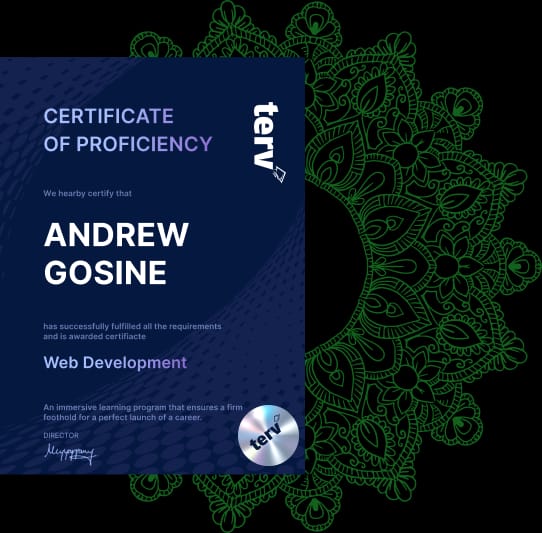 CERTIFICATE
OF PROFICIENCY
terv
We hearby certify that
ANDREW
GOSINE
has successfully fulfilled all the requirements
and is awarded certifiacte
Web Development
An immersive learning program that ensures a firm
foothold for a perfect launch of a career.
DIRECTOR
terv